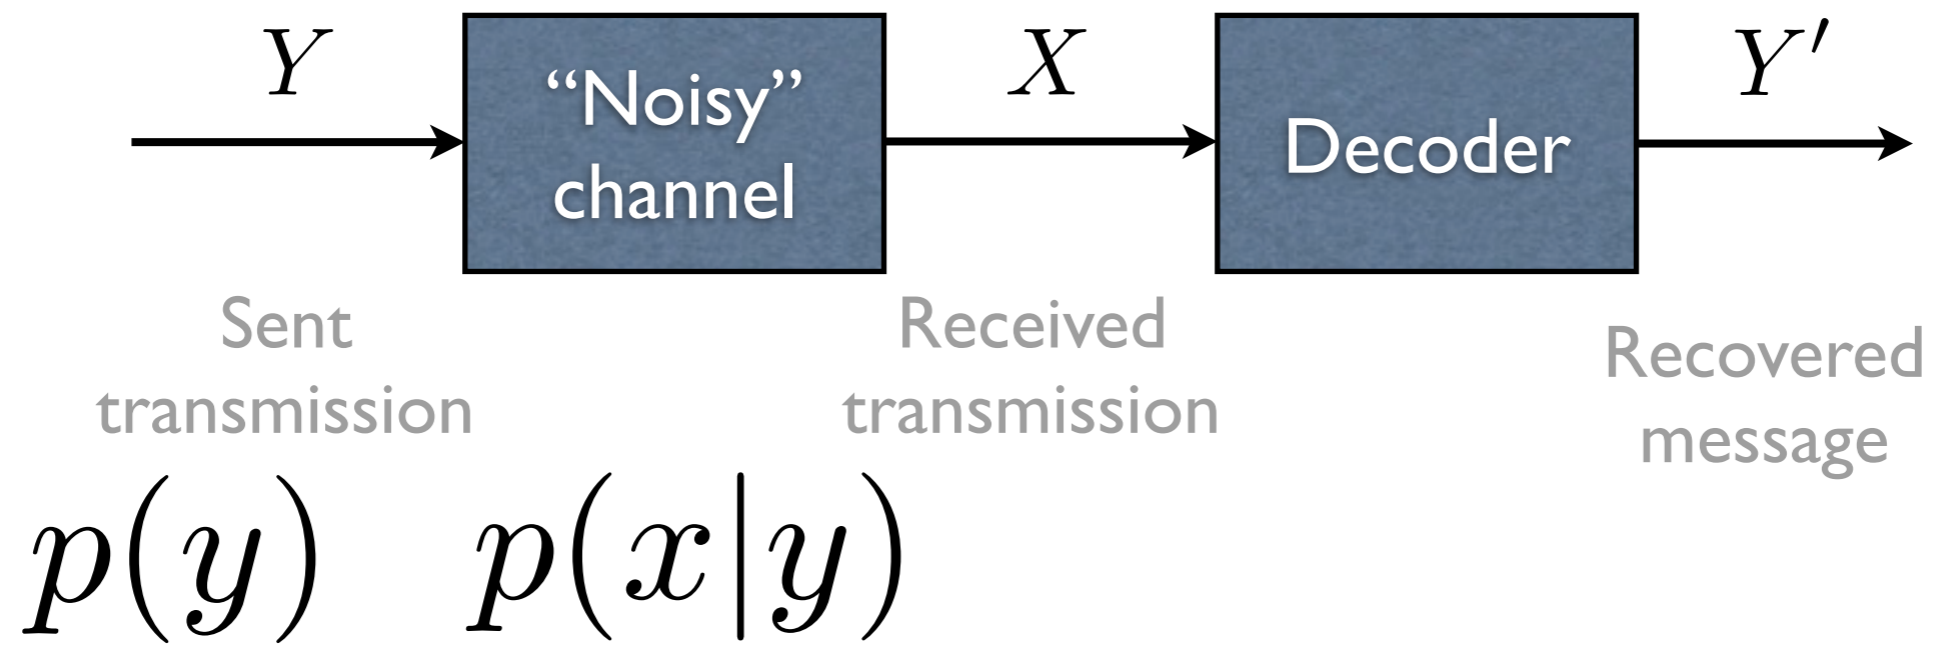 Y
“Noisy”
channel
X
Decoder
Y′
Sent
transmission
Received
transmission
Recovered
message
p(y)
p(x|y)